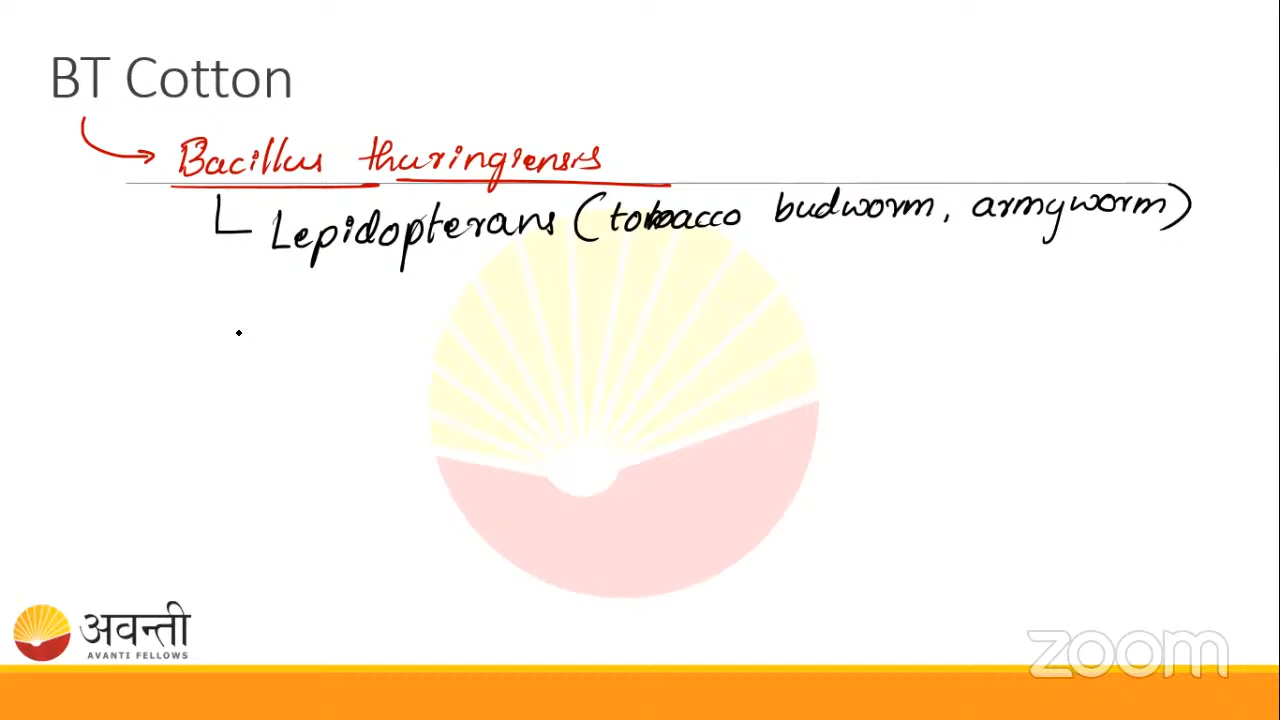 BT Cotton
Bacillus thuringiensis
Lepidopterans (tobacco budworm, armyworm)
अवन्ती
AVANTI FELLOWS
zoom